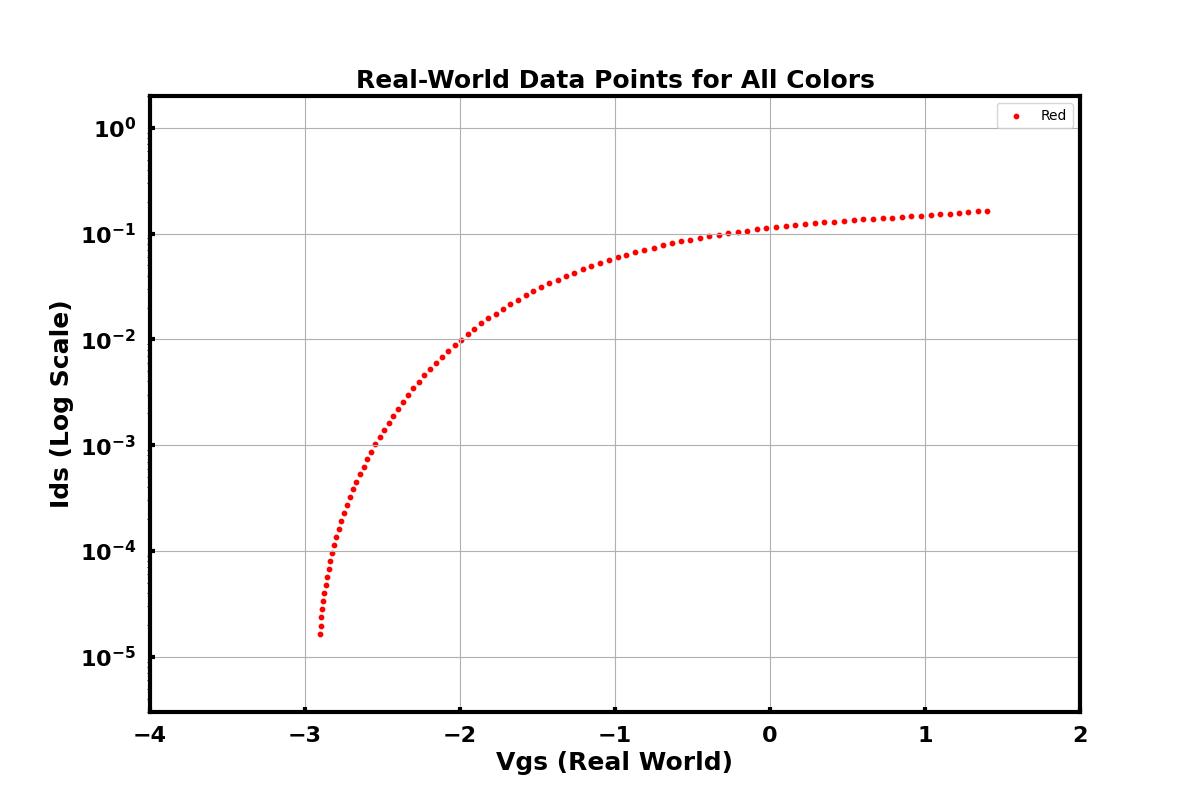 Real-World Data Points for All Colors
Red
10⁰
10⁻¹
10⁻²
10⁻³
10⁻⁴
10⁻⁵
Ids (Log Scale)
−4 −3 −2 −1 0 1 2
Vgs (Real World)